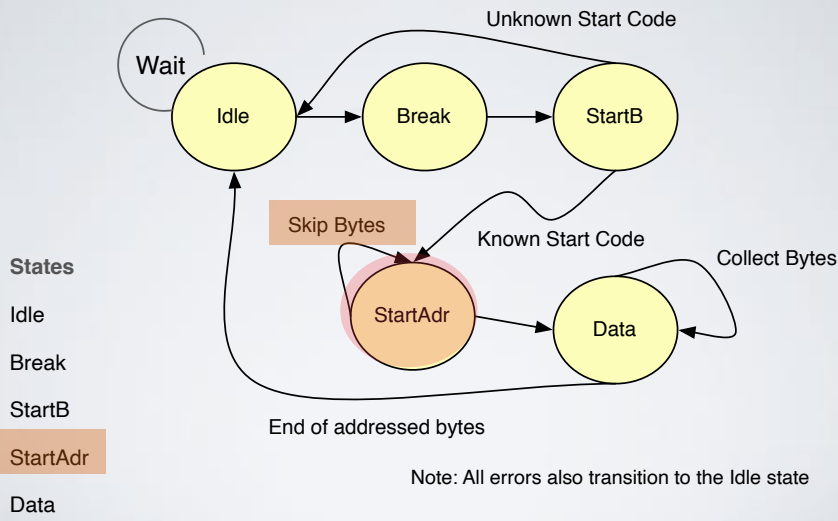 Unknown Start Code
Wait
Idle
Break
StartB
Skip Bytes
Known Start Code
Collect Bytes
StartAdr
Data
End of addressed bytes
Note: All errors also transition to the Idle state
States
Idle
Break
StartB
StartAdr
Data